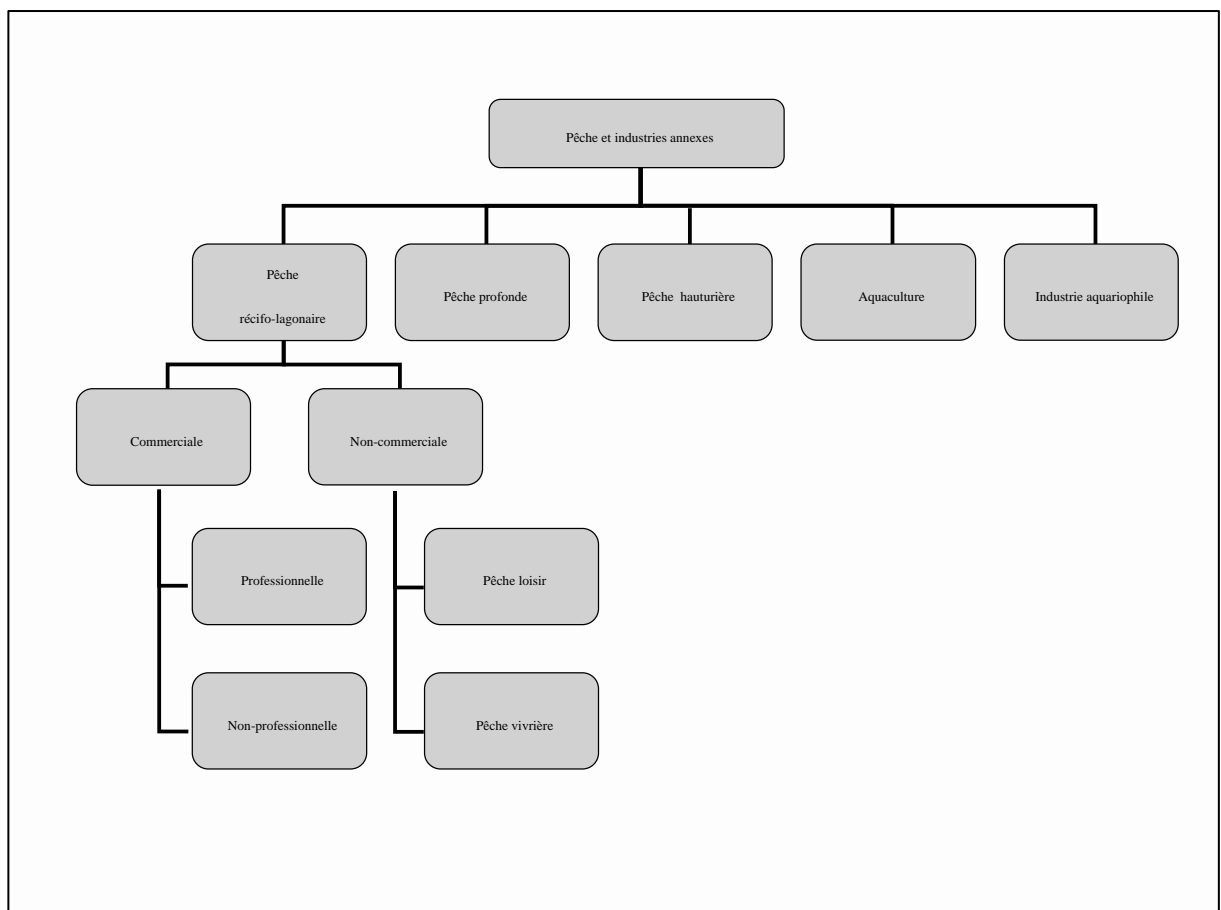 Pêche et industries annexes
Pêche
récifo-lagonaire
Pêche profonde
Pêche hauturière
Aquaculture
Industrie aquariophile
Commerciale
Non-commerciale
Professionnelle
Pêche loisir
Non-professionnelle
Pêche vivrière